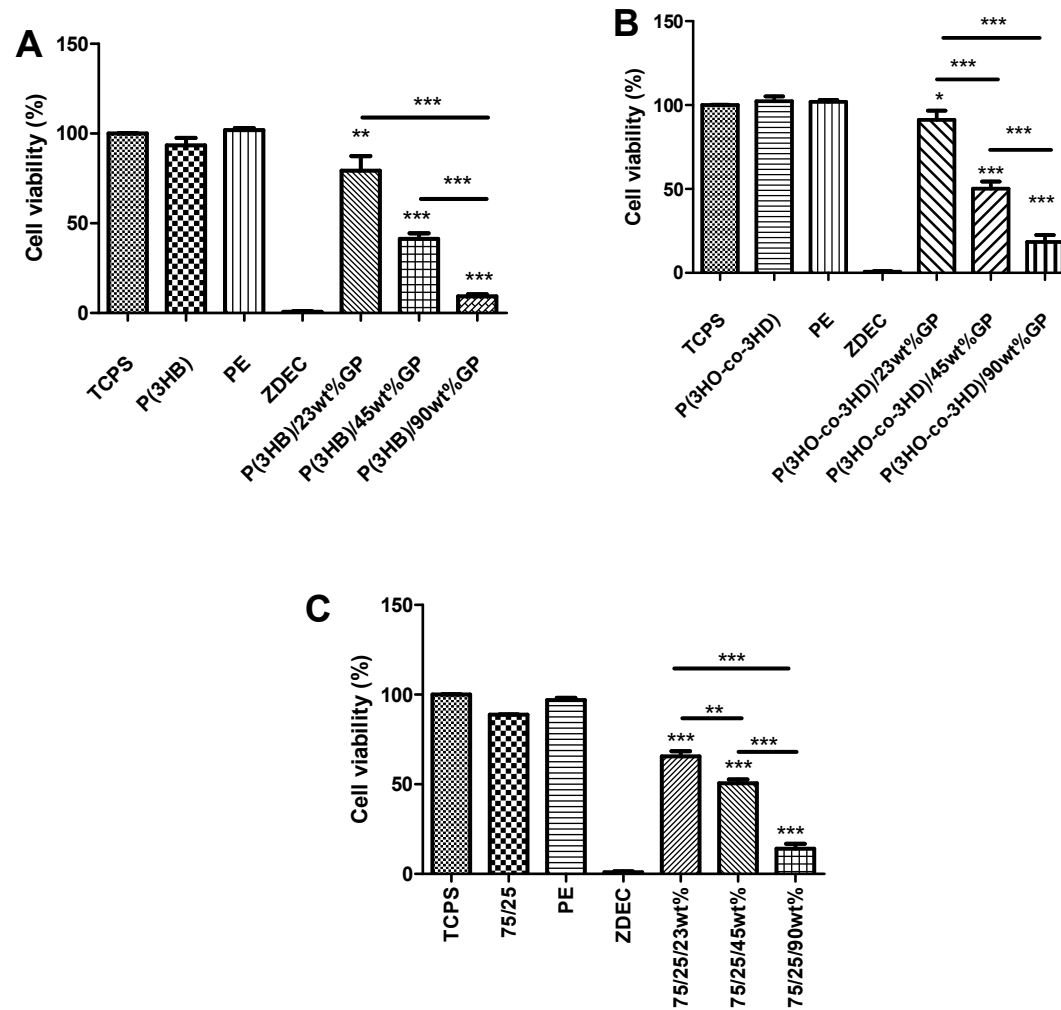 A
Cell viability (%)
150
100
50
0
***
**
***
***
***
TCPS
P(3HB)
PE
ZDEC
P(3HB)/23wt%GP
P(3HB)/45wt%GP
P(3HB)/90wt%GP
B
Cell viability (%)
150
100
50
0
***
***
*
***
***
***
TCPS
P(3HO-co-3HD)
PE
ZDEC
P(3HO-co-3HD)/23wt%GP
P(3HO-co-3HD)/45wt%GP
P(3HO-co-3HD)/90wt%GP
C
Cell viability (%)
150
100
50
0
***
**
***
***
***
***
TCPS
75/25
PE
ZDEC
75/25/23wt%
75/25/45wt%
75/25/90wt%